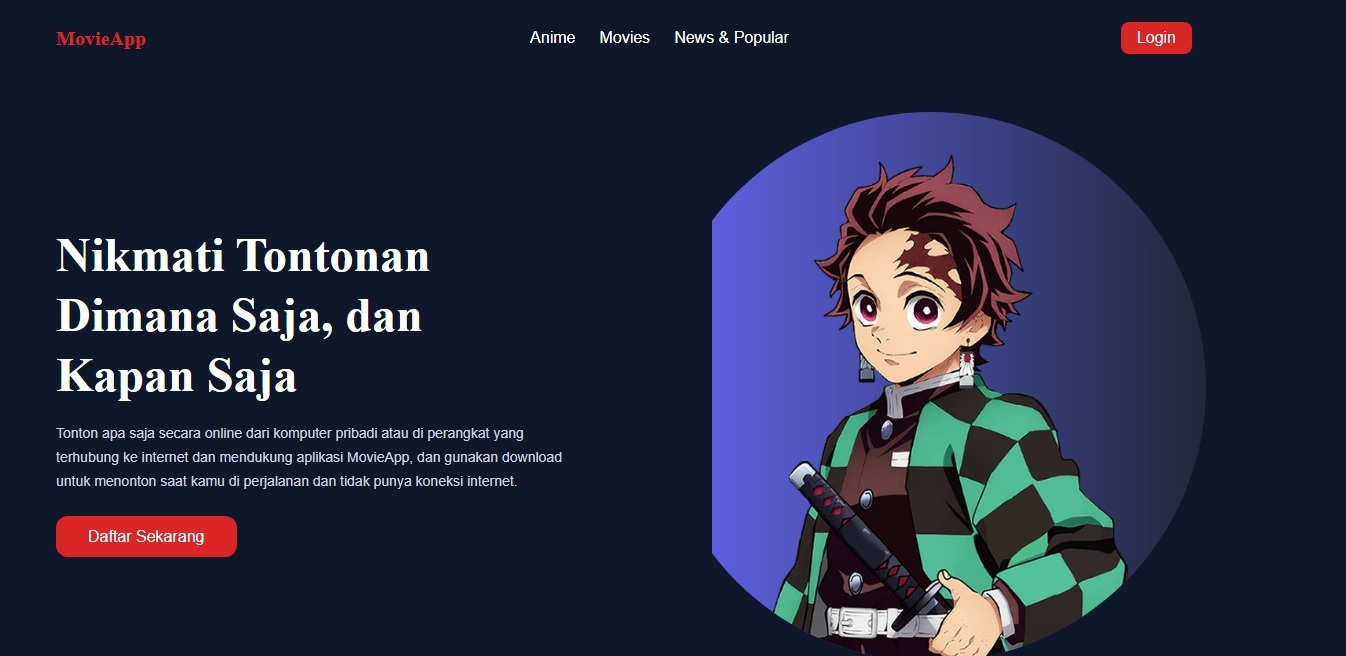 MovieApp
Anime
Movies
News & Popular
Login
Nikmati Tontonan
Dimana Saja, dan
Kapan Saja
Tonton apa saja secara online dari komputer pribadi atau di perangkat yang
terhubung ke internet dan mendukung aplikasi MovieApp, dan gunakan download
untuk menonton saat kamu di perjalanan dan tidak punya koneksi internet.
Daftar Sekarang